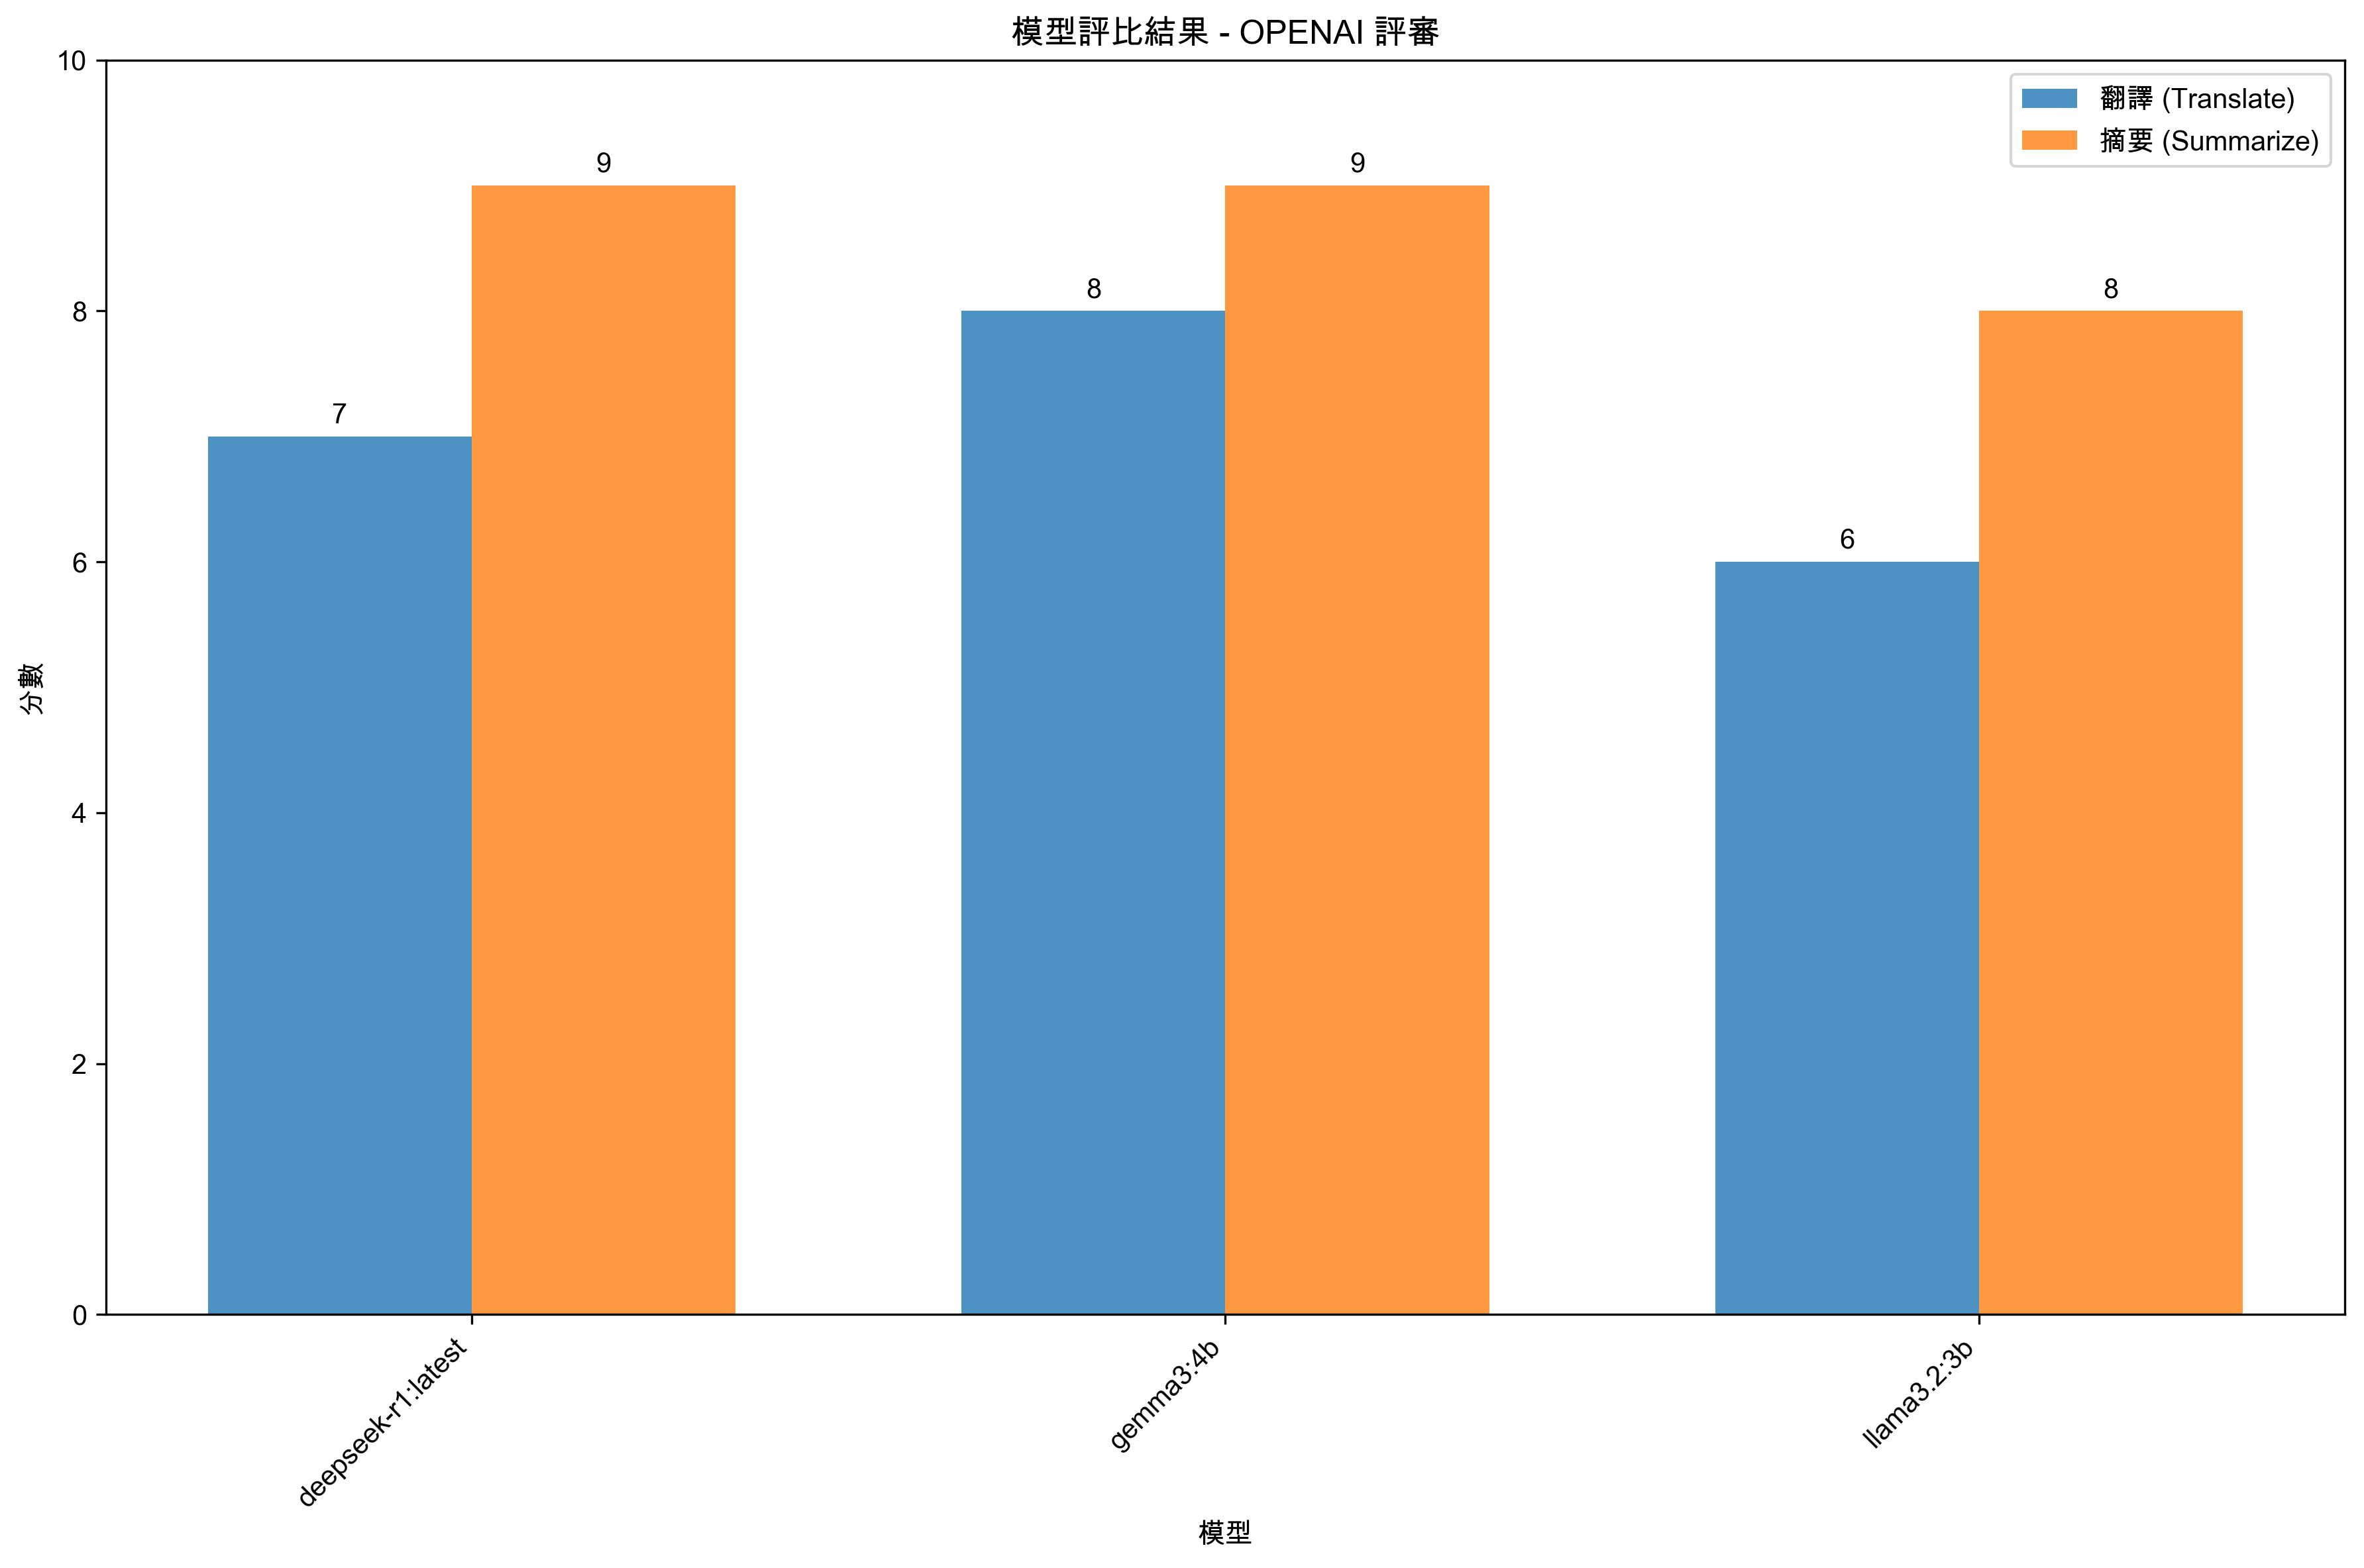 模型評比結果 - OPENAI 評審
翻譯 (Translate)
摘要 (Summarize)
分數
10
8
6
4
2
0
7
9
8
9
6
8
deepseek-r1:latest
gemma3:4b
llama3.2:3b
模型